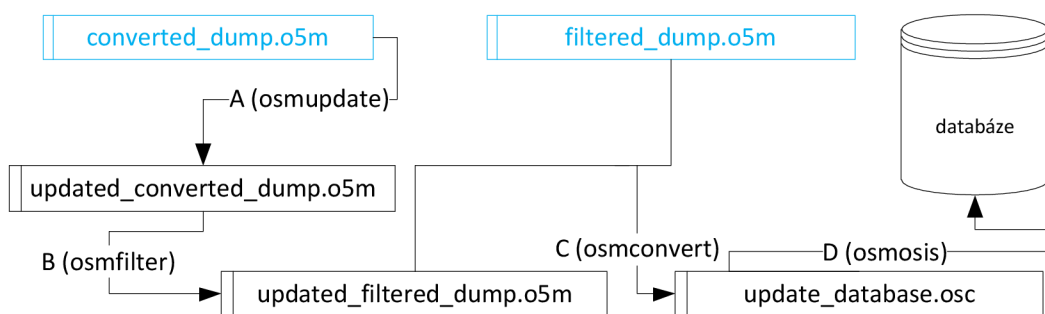 converted_dump.o5m
filtered_dump.o5m
A (osmupdate)
databáze
updated_converted_dump.o5m
B (osmfilter)
C (osmconvert)
D (osmosis)
updated_filtered_dump.o5m
update_database.osc